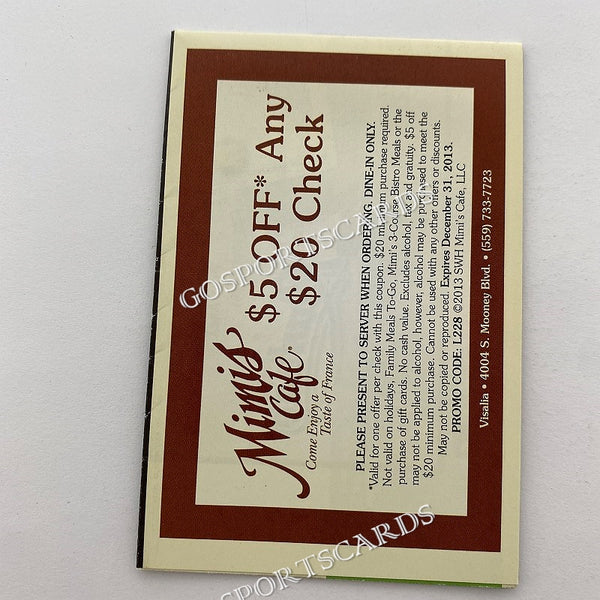 Mimi's
Cafe®
Come Enjoy a
Taste of France
$5 OFF* Any
$20 Check
PLEASE PRESENT TO SERVER WHEN ORDERING. DINE-IN ONLY.
*Valid for one offer per check with this coupon. $20 minimum purchase required.
Not valid on holidays, Family Meals To-Go, Mimi's 3-Course Bistro Meals or the
purchase of gift cards. No cash value. Excludes alcohol, tax and gratuity. $5 off
may not be applied to alcohol, however, alcohol may be purchased to meet the
$20 minimum purchase. Cannot be used with any other offers or discounts.
May not be copied or reproduced. Expires December 31, 2013.
PROMO CODE: L228 ©2013 SWH Mimi's Cafe, LLC
Visalia • 4004 S. Mooney Blvd. • (559) 733-7723
GOSPORTSCARDS
GOSPORTSCARDS